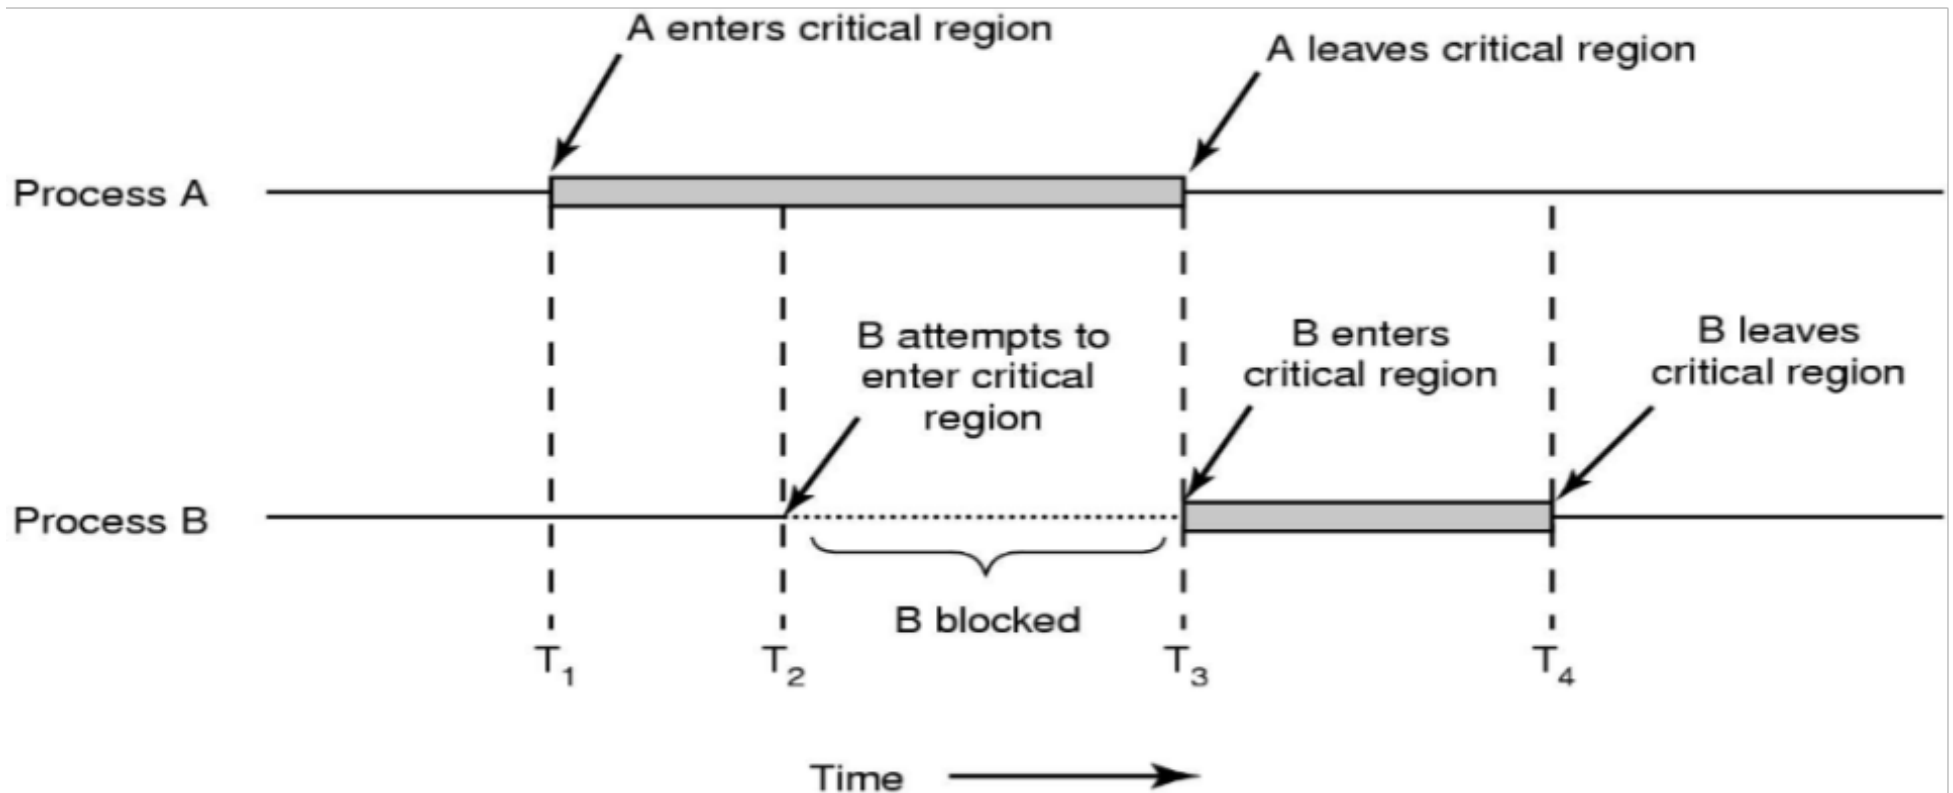 A enters critical region
A leaves critical region
Process A
B attempts to
enter critical
region
B enters
critical region
B leaves
critical region
Process B
B blocked
T1
T2
T3
T4
Time